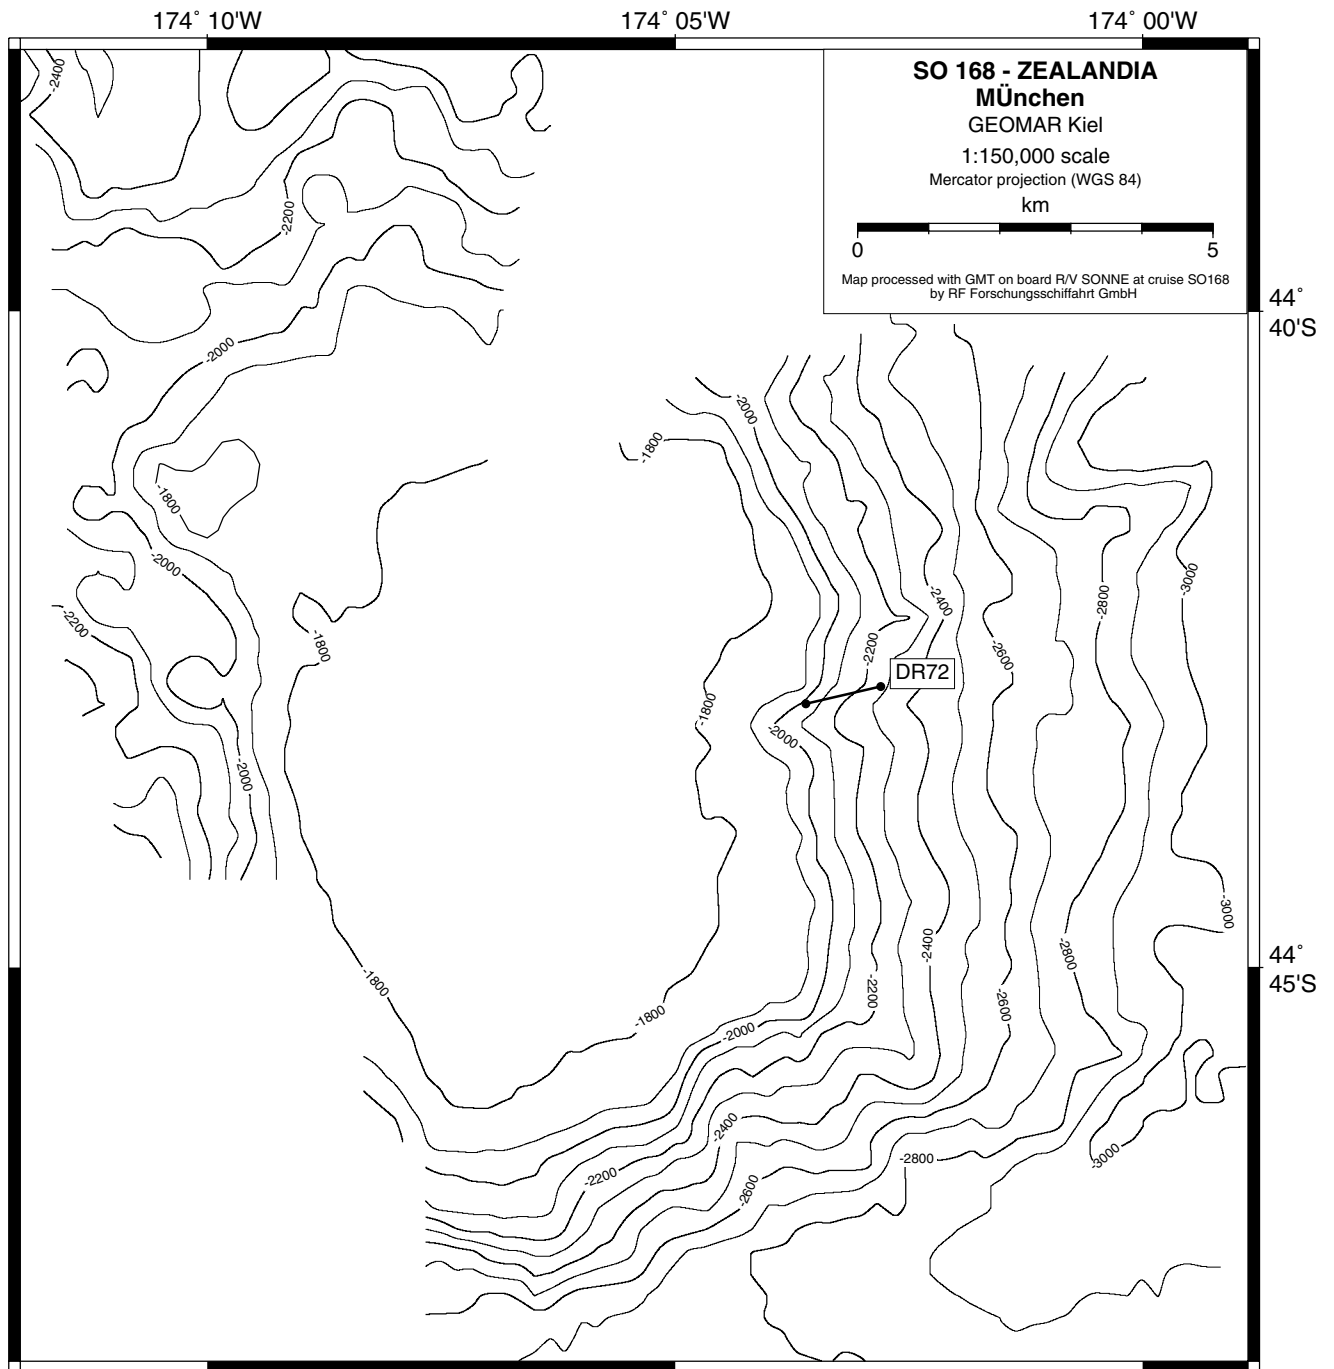 174° 10'W
174° 05'W
174° 00'W
SO 168 - ZEALANDIA
MÜnchen
GEOMAR Kiel
1:150,000 scale
Mercator projection (WGS 84)
km
0
5
Map processed with GMT on board R/V SONNE at cruise SO168
by RF Forschungsschiffahrt GmbH
-2400
-2200
44°
40'S
-2000
-2000
-1800
-1800
-2000
-3000
-2800
-2400
-2200
-1800
-2200
-2600
DR72
-1800
-2000
-2000
-3000
-2400
-2800
44°
45'S
-1800
-2200
-2600
-1800
-2000
-2400
-3000
-2800
-2200
-2600